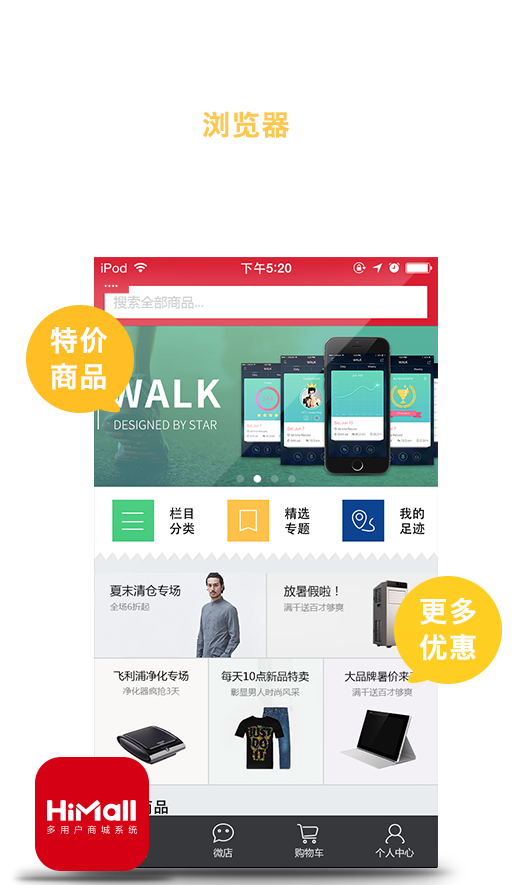 浏览器
iPod 下午5:20
搜索全部商品...
特价
商品
WALK
DESIGNED BY STAR
栏目
分类
精选
专题
我的
足迹
夏末清仓专场
全场6折起
放暑假啦！
满千送百才够爽
更多
优惠
飞利浦净化专场
净化器疯抢3天
每天10点新品特卖
彰显男人时尚风采
大品牌暑价来
满千送百才够爽
HiMall
多用户商城系统
商品
微店
购物车
个人中心